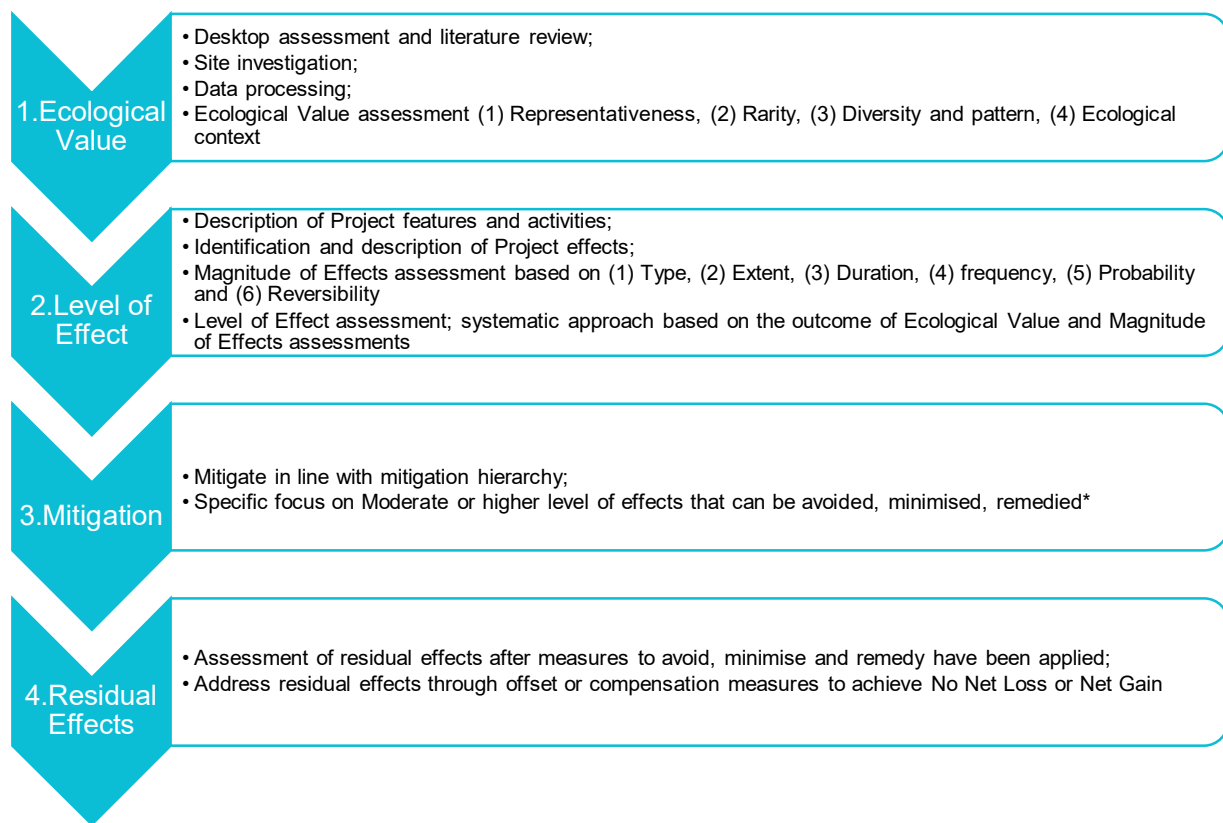 1.Ecological
Value
• Desktop assessment and literature review;
• Site investigation;
• Data processing;
• Ecological Value assessment (1) Representativeness, (2) Rarity, (3) Diversity and pattern, (4) Ecological
context
2.Level of
Effect
• Description of Project features and activities;
• Identification and description of Project effects;
• Magnitude of Effects assessment based on (1) Type, (2) Extent, (3) Duration, (4) frequency, (5) Probability
and (6) Reversibility
• Level of Effect assessment; systematic approach based on the outcome of Ecological Value and Magnitude
of Effects assessments
3.Mitigation
• Mitigate in line with mitigation hierarchy;
• Specific focus on Moderate or higher level of effects that can be avoided, minimised, remedied*
4.Residual
Effects
• Assessment of residual effects after measures to avoid, minimise and remedy have been applied;
• Address residual effects through offset or compensation measures to achieve No Net Loss or Net Gain